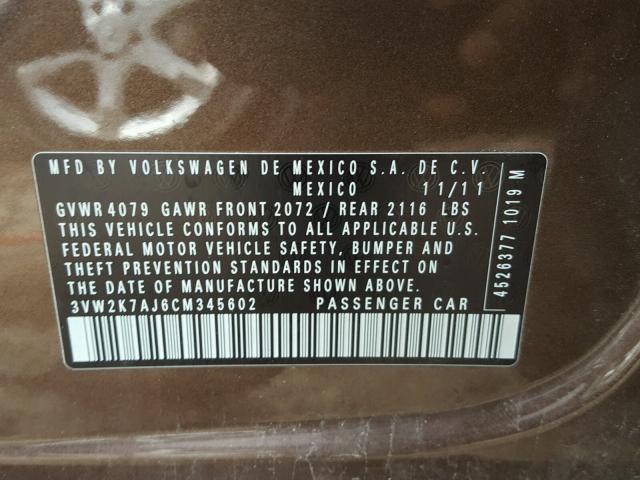 MFD BY VOLKSWAGEN DE MEXICO S.A. DE C.V.
MEXICO 11/11
GVWR 4079 GAWR FRONT 2072 / REAR 2116 LBS
THIS VEHICLE CONFORMS TO ALL APPLICABLE U.S.
FEDERAL MOTOR VEHICLE SAFETY, BUMPER AND
THEFT PREVENTION STANDARDS IN EFFECT ON
THE DATE OF MANUFACTURE SHOWN ABOVE.
3VW2K7AJ6CM345602 PASSENGER CAR
4526377 1019 M